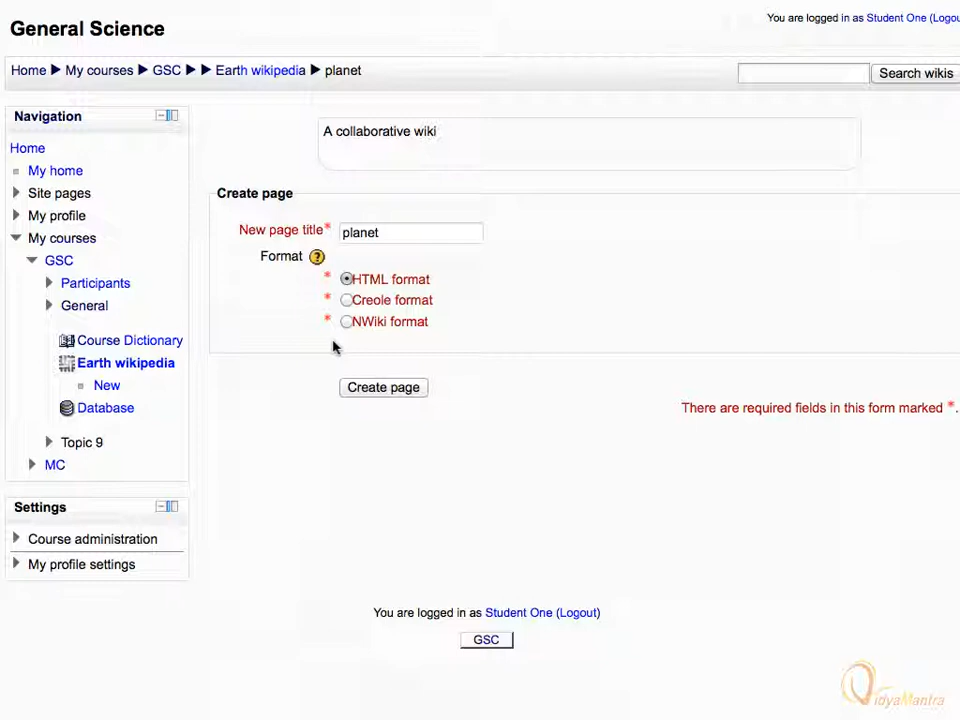 General Science
You are logged in as Student One (Logou
Home My courses GSC Earth wikipedia planet
Search wikis
Navigation
Home
My home
Site pages
My profile
My courses
GSC
Participants
General
Course Dictionary
Earth wikipedia
New
Database
Topic 9
MC
Settings
Course administration
My profile settings
A collaborative wiki
Create page
New page title* planet
Format ?
* HTML format
* Creole format
* NWiki format
Create page
There are required fields in this form marked *.
You are logged in as Student One (Logout)
GSC
VidyaMantra